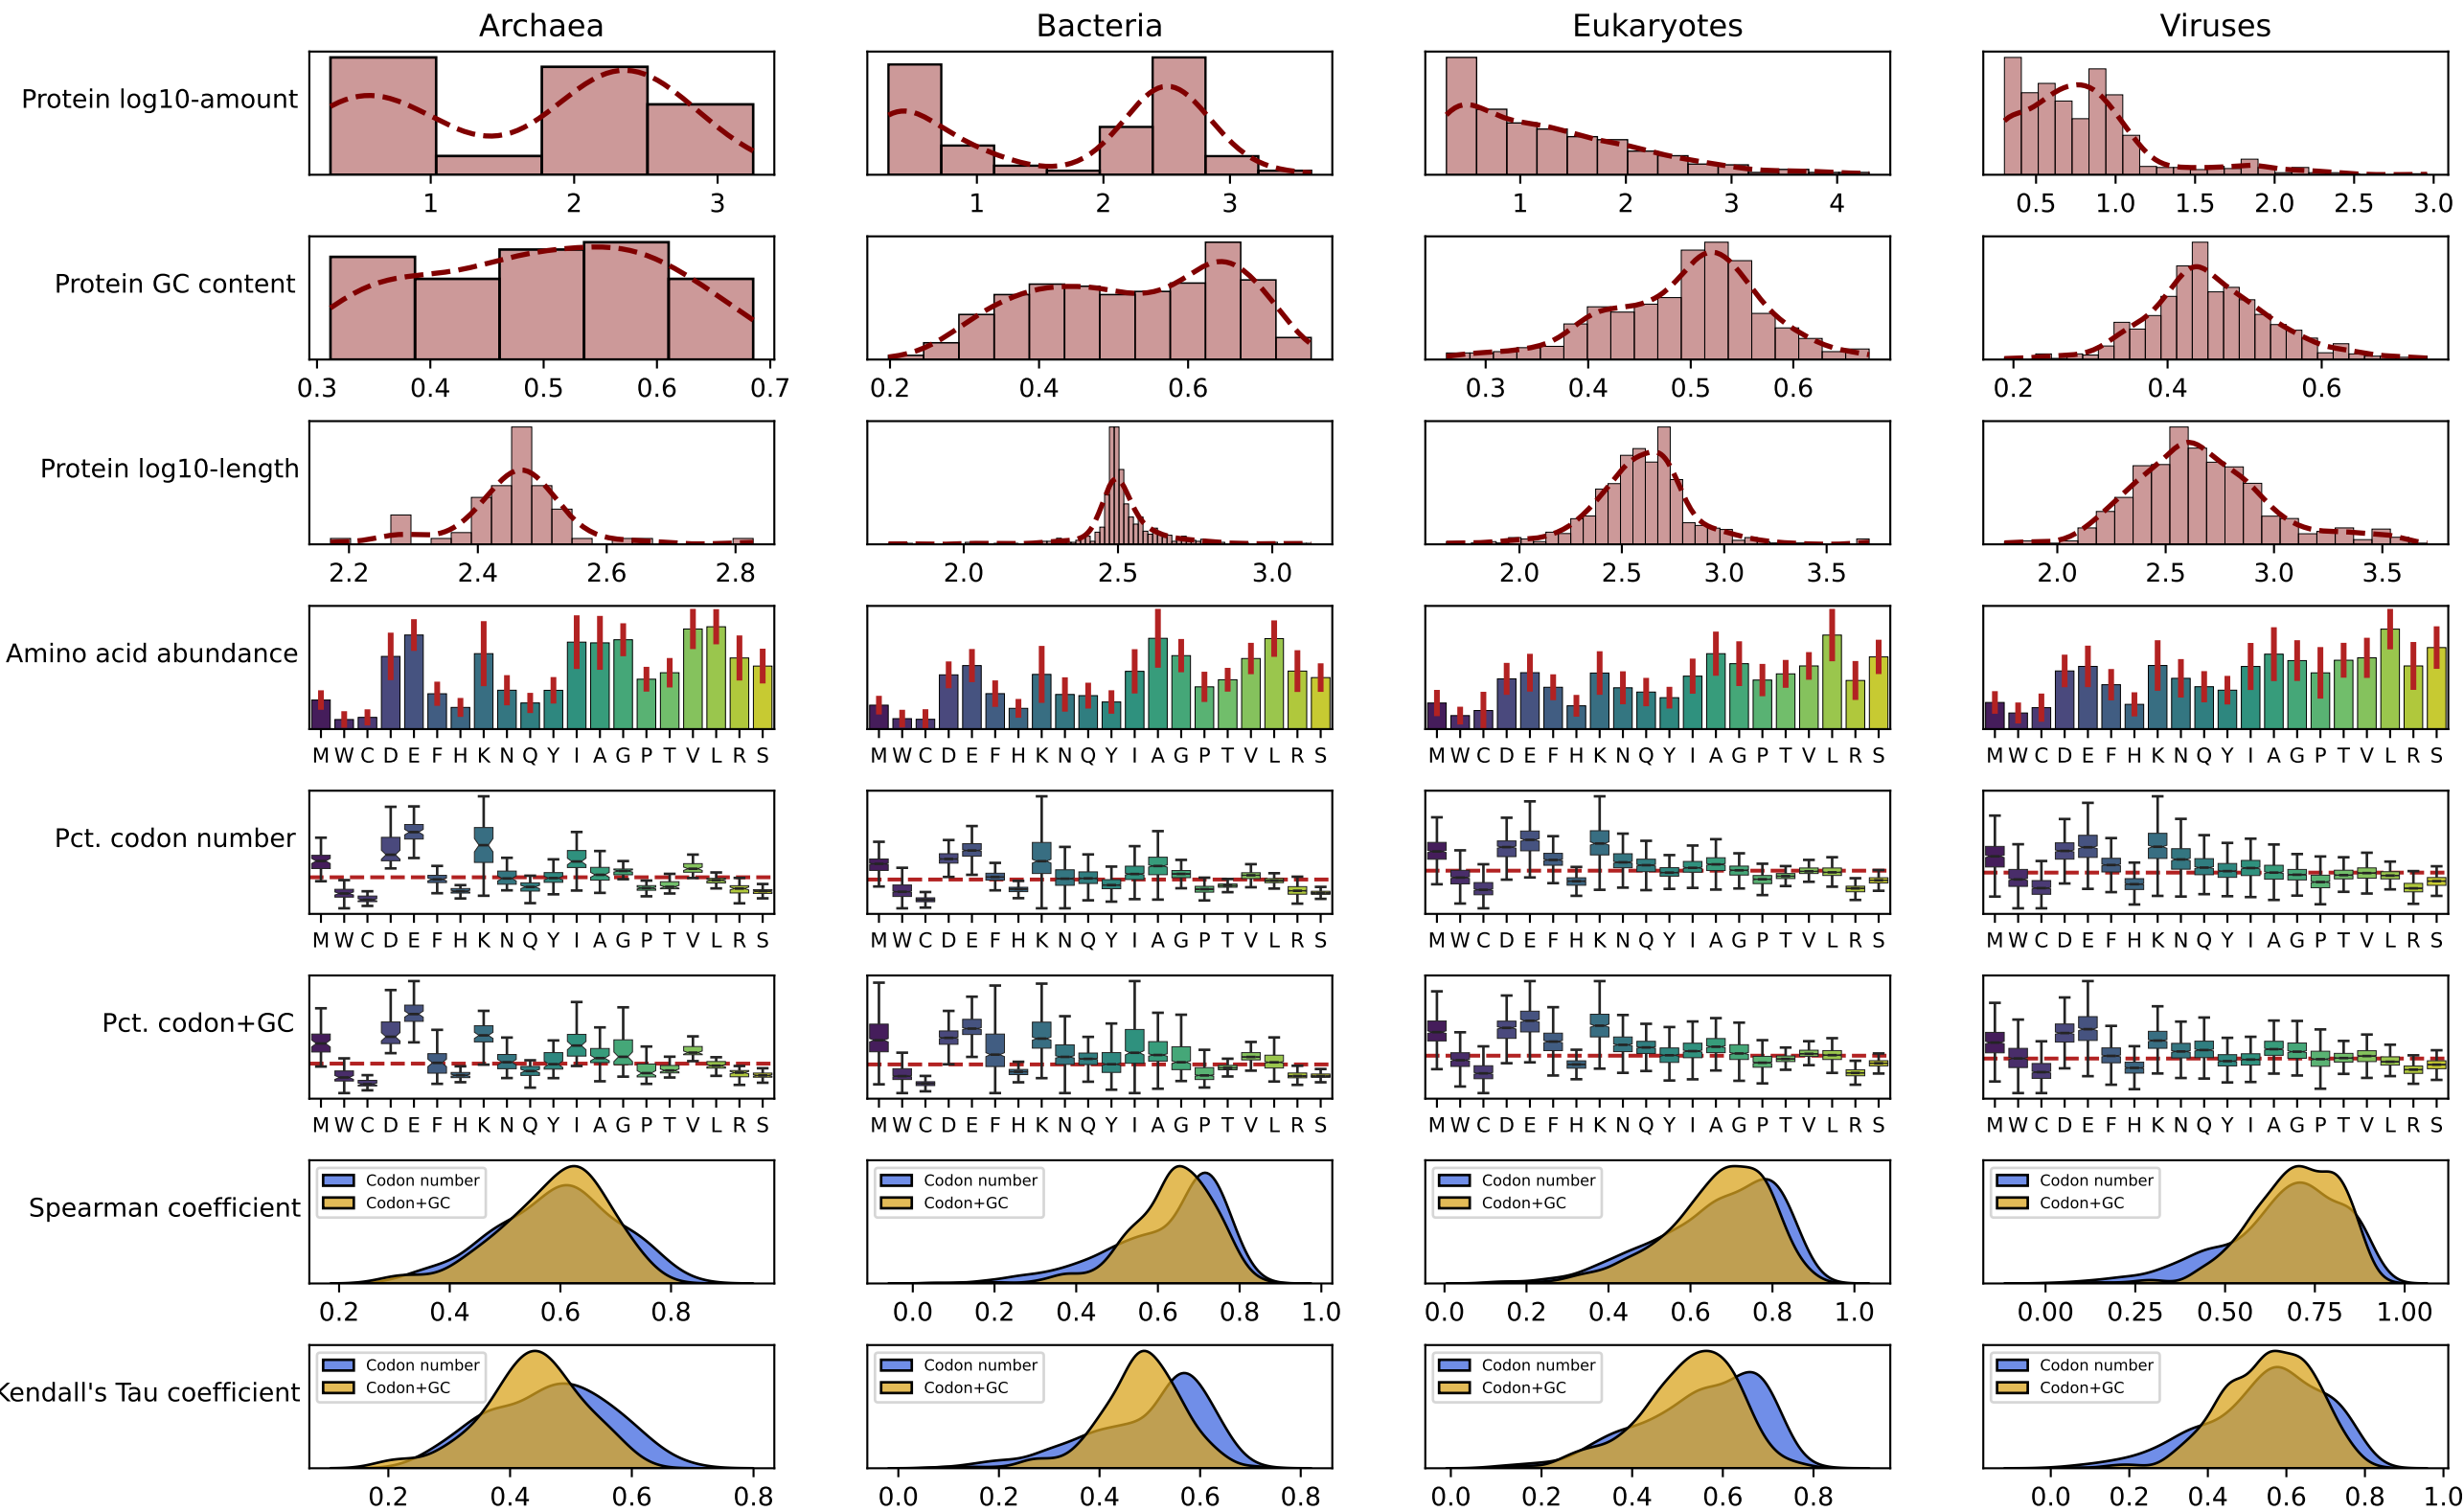 Archaea Bacteria Eukaryotes Viruses
Protein log10-amount
1 2 3 1 2 3 1 2 3 4 0.5 1.0 1.5 2.0 2.5 3.0
Protein GC content
0.3 0.4 0.5 0.6 0.7 0.2 0.4 0.6 0.3 0.4 0.5 0.6 0.2 0.4 0.6
Protein log10-length
2.2 2.4 2.6 2.8 2.0 2.5 3.0 2.0 2.5 3.0 3.5 2.0 2.5 3.0 3.5
Amino acid abundance
M W C D E F H K N Q Y I A G P T V L R S M W C D E F H K N Q Y I A G P T V L R S M W C D E F H K N Q Y I A G P T V L R S M W C D E F H K N Q Y I A G P T V L R S
Pct. codon number
M W C D E F H K N Q Y I A G P T V L R S M W C D E F H K N Q Y I A G P T V L R S M W C D E F H K N Q Y I A G P T V L R S M W C D E F H K N Q Y I A G P T V L R S
Pct. codon+GC
M W C D E F H K N Q Y I A G P T V L R S M W C D E F H K N Q Y I A G P T V L R S M W C D E F H K N Q Y I A G P T V L R S M W C D E F H K N Q Y I A G P T V L R S
Codon number Codon number Codon number Codon number
Spearman coefficient
Codon+GC Codon+GC Codon+GC Codon+GC
0.2 0.4 0.6 0.8 0.0 0.2 0.4 0.6 0.8 1.0 0.0 0.2 0.4 0.6 0.8 1.0 0.00 0.25 0.50 0.75 1.00
Codon number Codon number Codon number Codon number
Kendall's Tau coefficient
Codon+GC Codon+GC Codon+GC Codon+GC
0.2 0.4 0.6 0.8 0.0 0.2 0.4 0.6 0.8 0.0 0.2 0.4 0.6 0.8 0.0 0.2 0.4 0.6 0.8 1.0